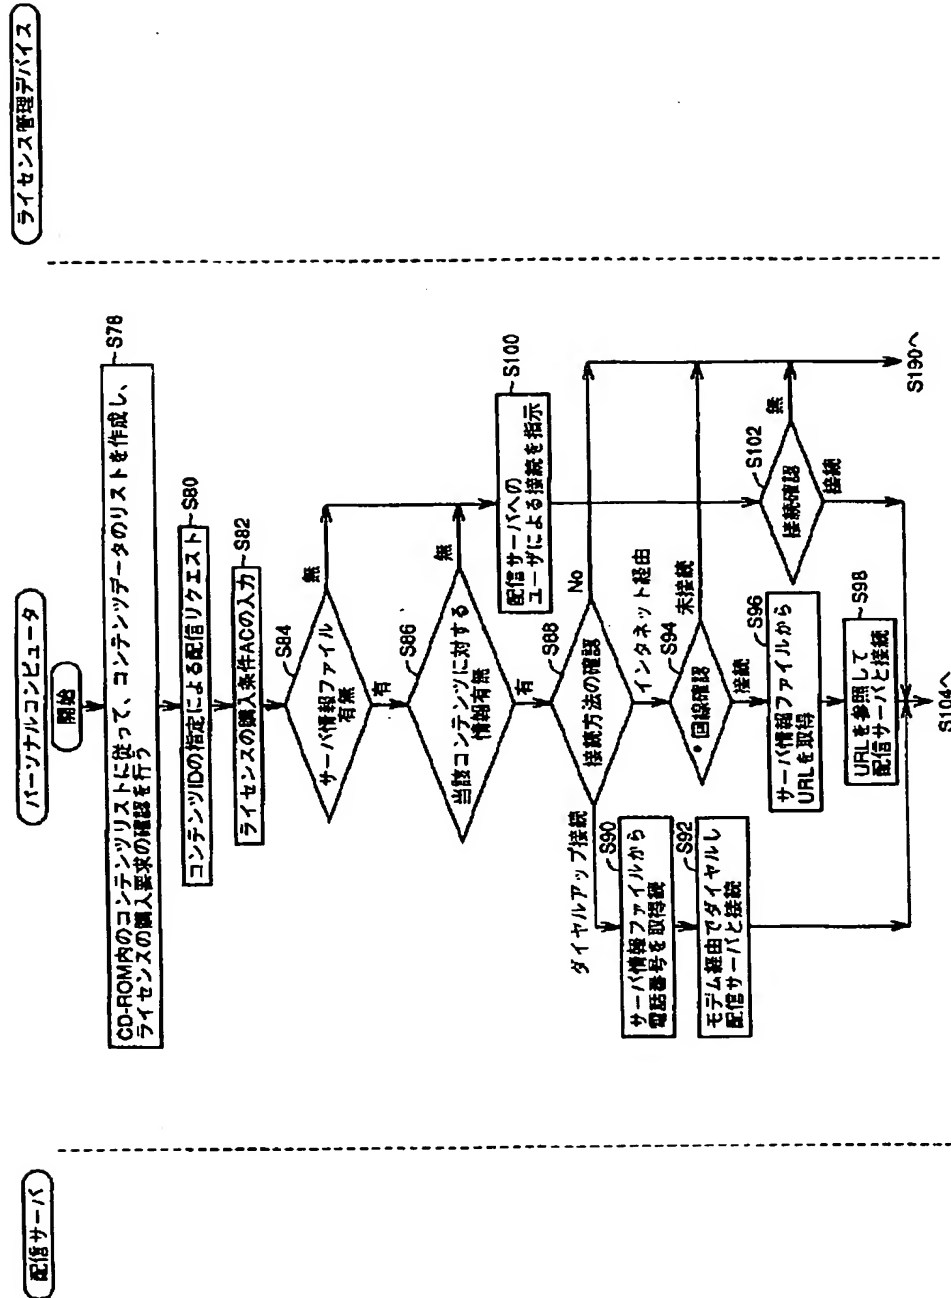 配信サーバ
パーソナルコンピュータ
ライセンス管理デバイス
開始
CD-ROM内のコンテンツリストに従って、コンテンツデータのリストを作成し、
ライセンスの購入要求の確認を行う
S78
コンテンツIDの指定による配信リクエスト
S80
ライセンスの購入条件ACの入力
S82
S84
サーバ情報ファイル
有無
無
有
S86
当該コンテンツに対する
情報有無
無
有
S100
配信サーバへの
ユーザによる接続を指示
S88
接続方法の確認
No
ダイヤルアップ接続
インタネット経由
S90
サーバ情報ファイルから
電話番号を取得続
S94
回線確認
未接続
接続
S102
接続確認
無
接続
S92
モデム経由でダイヤルし
配信サーバと接続
S96
サーバ情報ファイルから
URLを取得
S98
URLを参照して
配信サーバと接続
S104へ
S190へ